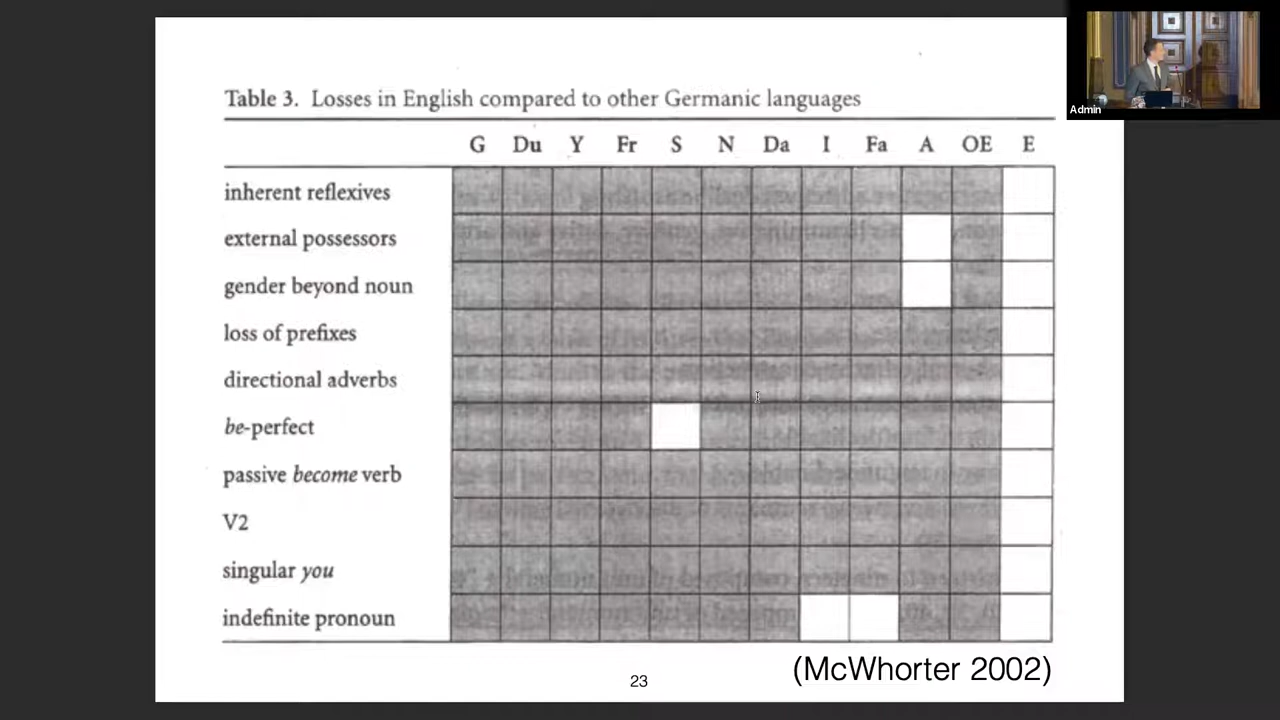 Admin
Table 3. Losses in English compared to other Germanic languages
G Du Y Fr S N Da I Fa A OE E
inherent reflexives
external possessors
gender beyond noun
loss of prefixes
directional adverbs
be-perfect
passive become verb
V2
singular you
indefinite pronoun
(McWhorter 2002)
23